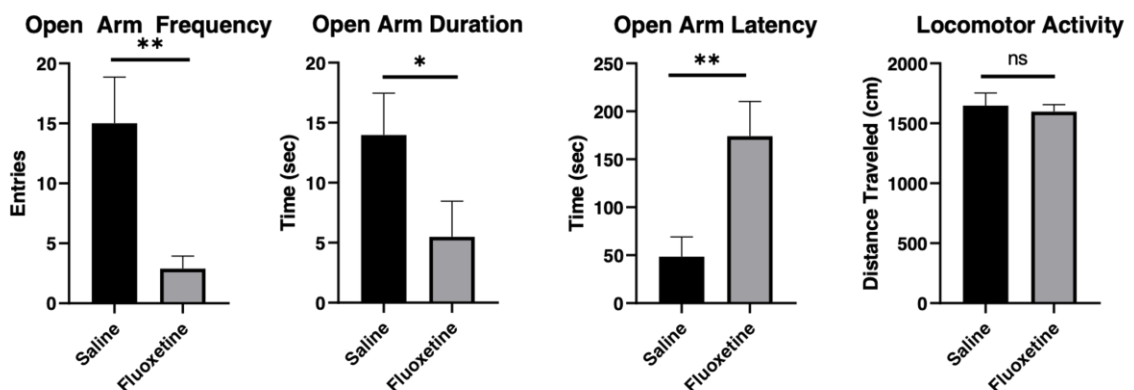 Open Arm Frequency
**
Entries
20
15
10
5
0
Saline
Fluoxetine
Open Arm Duration
*
Time (sec)
20
15
10
5
0
Saline
Fluoxetine
Open Arm Latency
**
Time (sec)
250
200
150
100
50
0
Saline
Fluoxetine
Locomotor Activity
ns
Distance Traveled (cm)
2000
1500
1000
500
0
Saline
Fluoxetine